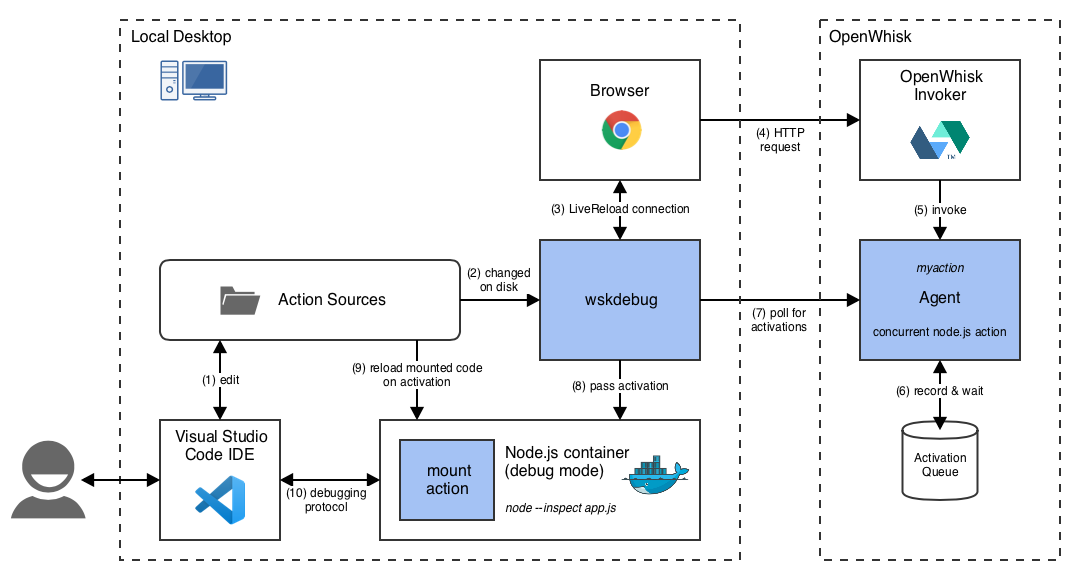 Local Desktop
OpenWhisk
Browser
OpenWhisk
Invoker
TM
(4) HTTP
request
(3) LiveReload connection
(5) invoke
Action Sources
(2) changed
on disk
wskdebug
(7) poll for
activations
myaction
Agent
concurrent node.js action
(1) edit
(9) reload mounted code
on activation
(8) pass activation
(6) record & wait
Visual Studio
Code IDE
(10) debugging
protocol
mount
action
Node.js container
(debug mode)
node --inspect app.js
Activation
Queue